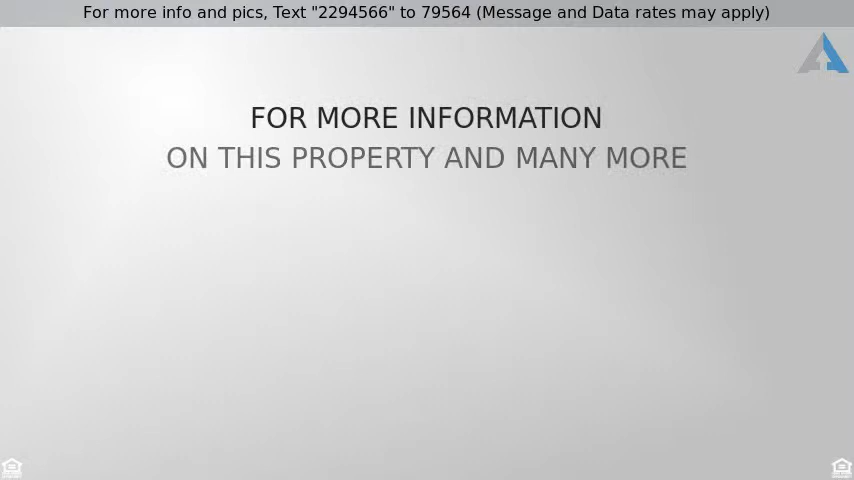 For more info and pics, Text "2294566" to 79564 (Message and Data rates may apply)
FOR MORE INFORMATION
ON THIS PROPERTY AND MANY MORE